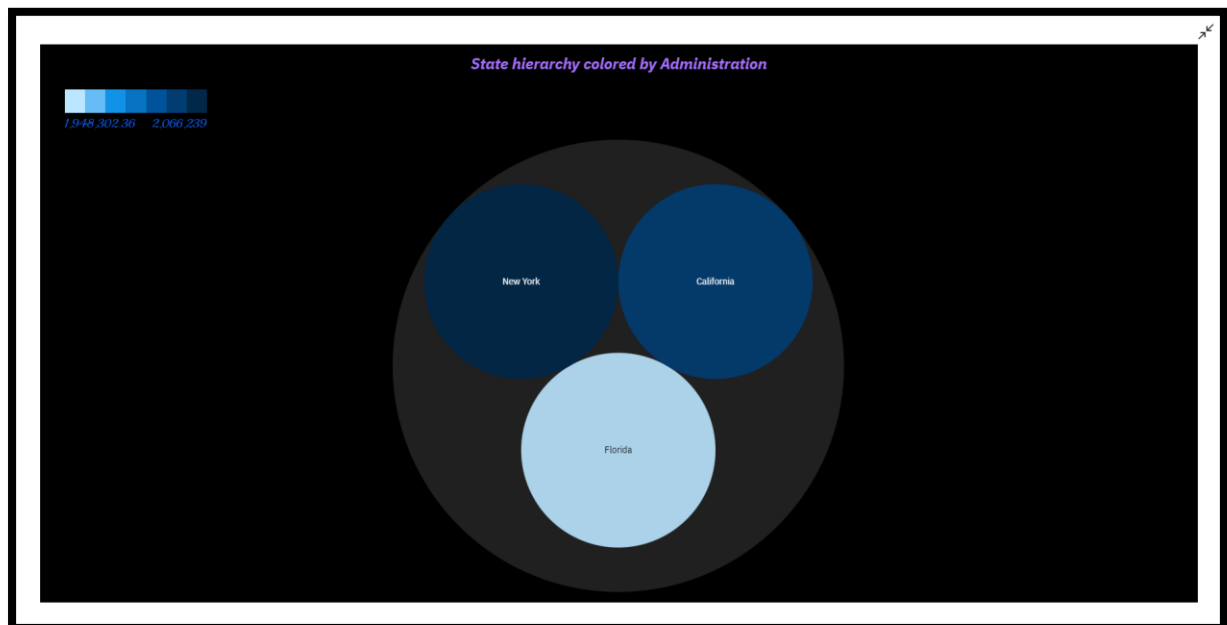 State hierarchy colored by Administration
1,948,302.36 2,066,239
New York
California
Florida